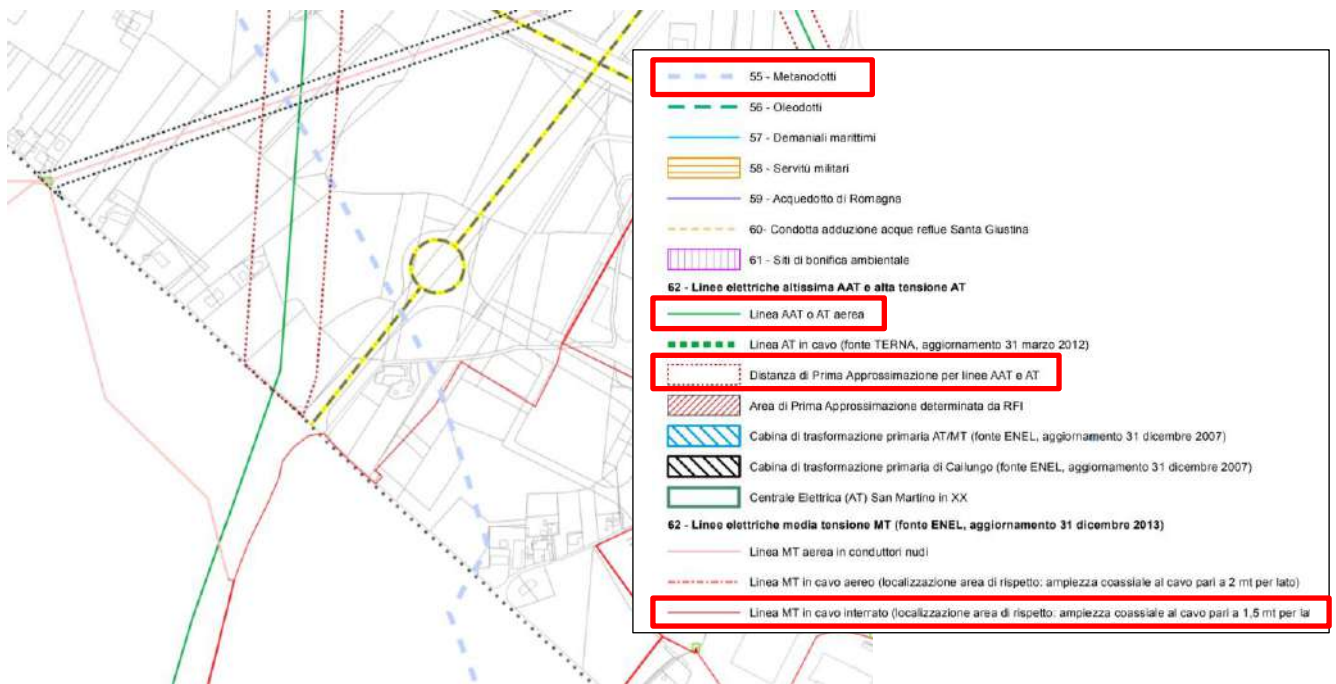 55 - Metanodotti
56 - Oleodotti
57 - Demaniali marittimi
58 - Servitù militari
59 - Acquedotto di Romagna
60- Condotta adduzione acque reflue Santa Giustina
61 - Siti di bonifica ambientale
62 - Linee elettriche altissima AAT e alta tensione AT
Linea AAT o AT aerea
Linea AT in cavo (fonte TERNA, aggiornamento 31 marzo 2012)
Distanza di Prima Approssimazione per linee AAT e AT
Area di Prima Approssimazione determinata da RFI
Cabina di trasformazione primaria AT/MT (fonte ENEL, aggiornamento 31 dicembre 2007)
Cabina di trasformazione primaria di Cailungo (fonte ENEL, aggiornamento 31 dicembre 2007)
Centrale Elettrica (AT) San Martino in XX
62 - Linee elettriche media tensione MT (fonte ENEL, aggiornamento 31 dicembre 2013)
Linea MT aerea in conduttori nudi
Linea MT in cavo aereo (localizzazione area di rispetto: ampiezza coassiale al cavo pari a 2 mt per lato)
Linea MT in cavo interrato (localizzazione area di rispetto: ampiezza coassiale al cavo pari a 1,5 mt per la